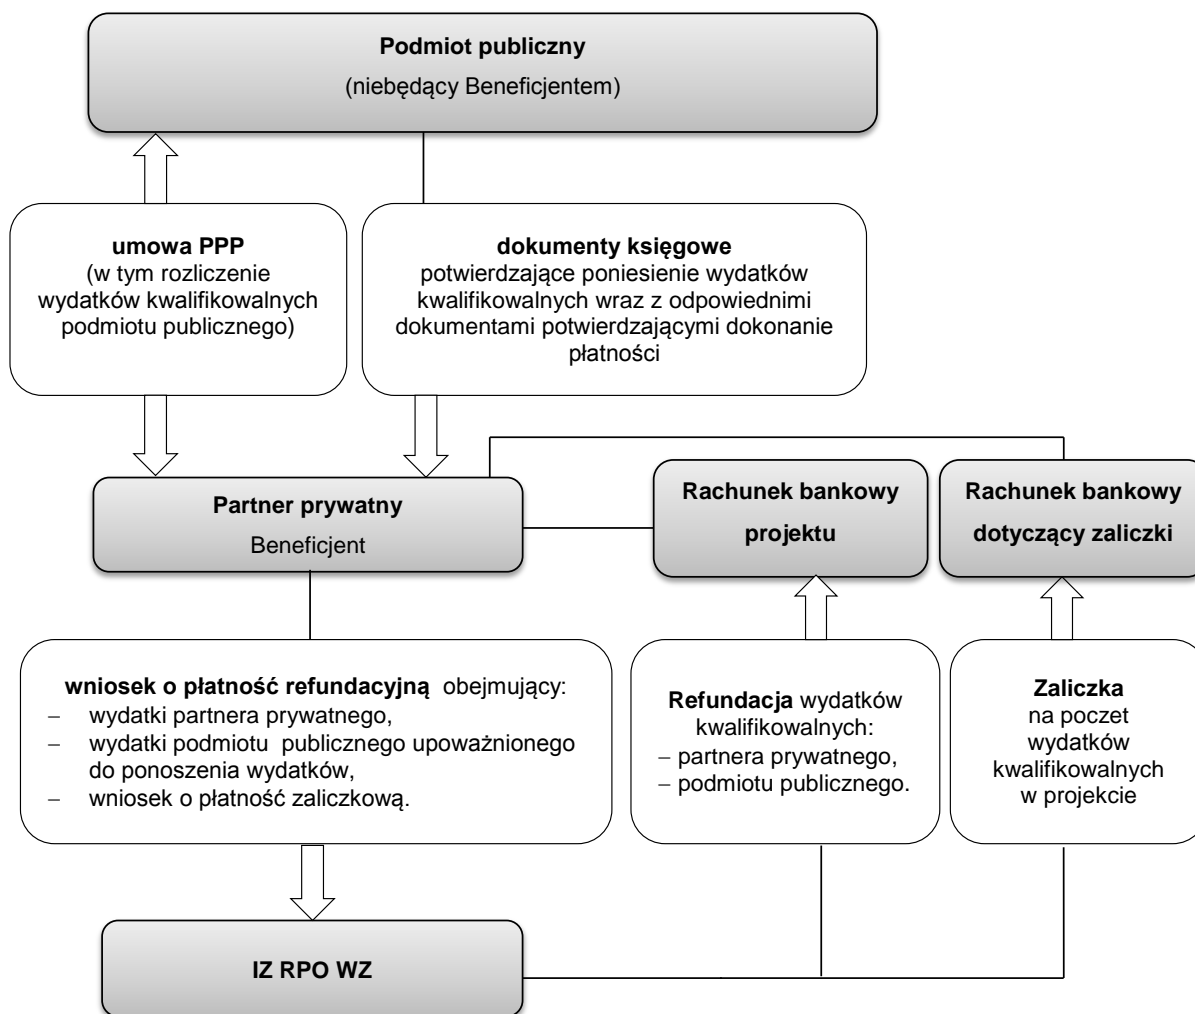 Podmiot publiczny
(niebędący Beneficjentem)
umowa PPP
(w tym rozliczenie
wydatków kwalifikowalnych
podmiotu publicznego)
dokumenty księgowe
potwierdzające poniesienie wydatków
kwalifikowalnych wraz z odpowiednimi
dokumentami potwierdzającymi dokonanie
płatności
Partner prywatny
Beneficjent
Rachunek bankowy
projektu
Rachunek bankowy
dotyczący zaliczki
wniosek o płatność refundacyjną obejmujący:
– wydatki partnera prywatnego,
– wydatki podmiotu publicznego upoważnionego
do ponoszenia wydatków,
– wniosek o płatność zaliczkową.
Refundacja wydatków
kwalifikowalnych:
– partnera prywatnego,
– podmiotu publicznego.
Zaliczka
na poczet
wydatków
kwalifikowalnych
w projekcie
IZ RPO WZ